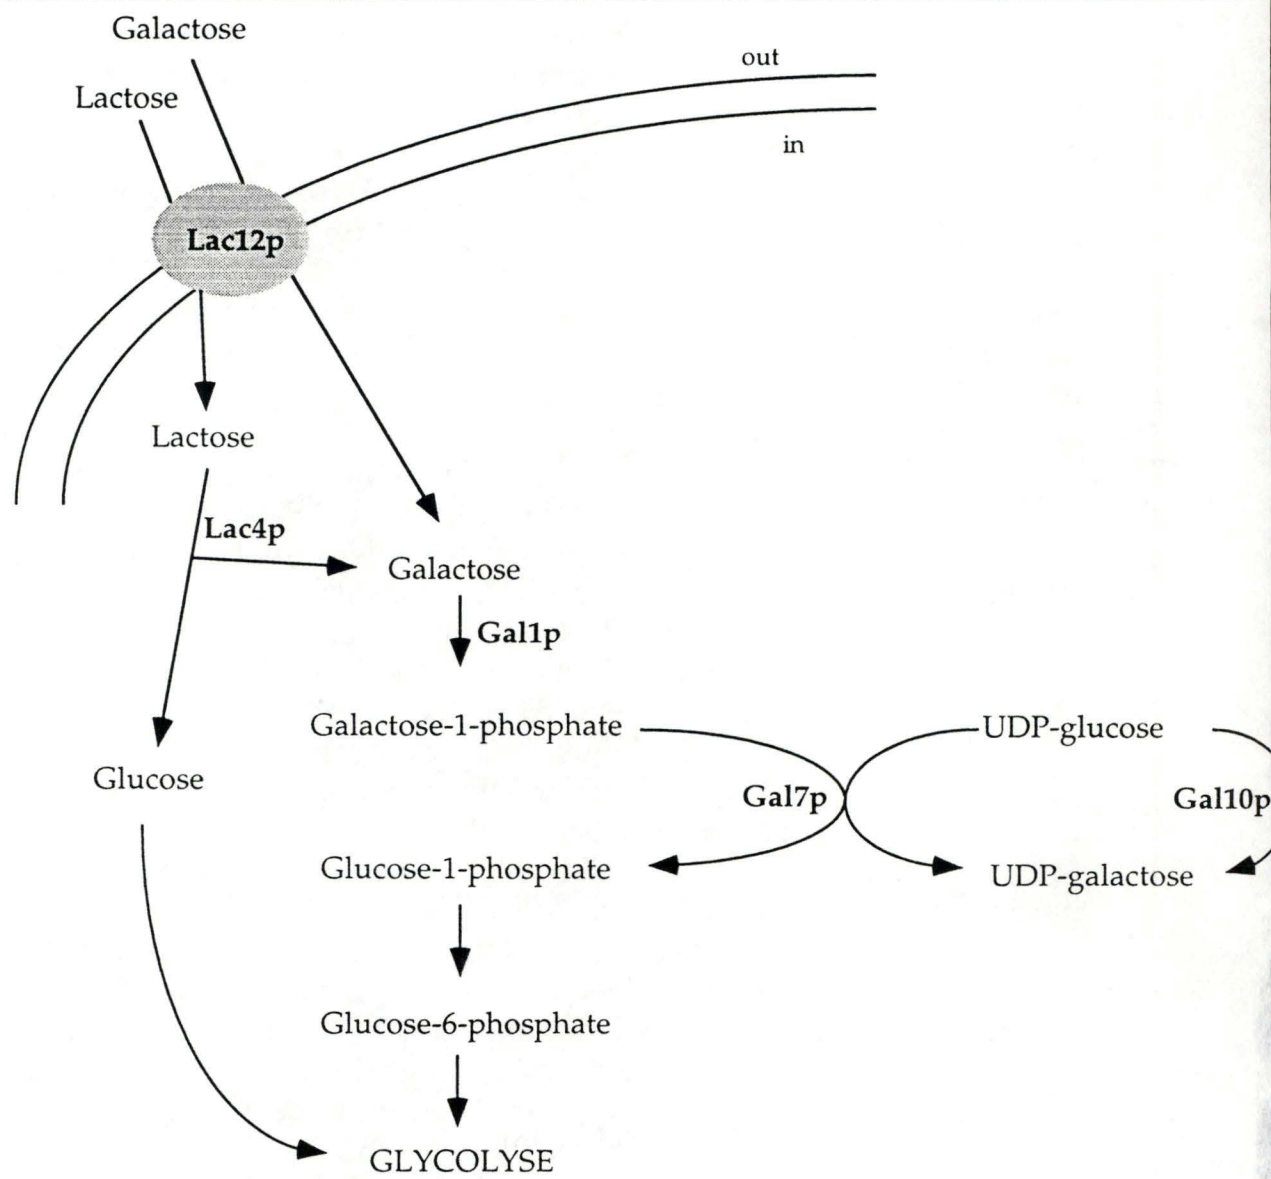 Galactose
out
Lactose
in
Lac12p
Lactose
Lac4p
Galactose
Gal1p
Galactose-1-phosphate
UDP-glucose
Glucose
Gal7p
Gal10p
Glucose-1-phosphate
UDP-galactose
Glucose-6-phosphate
GLYCOLYSE